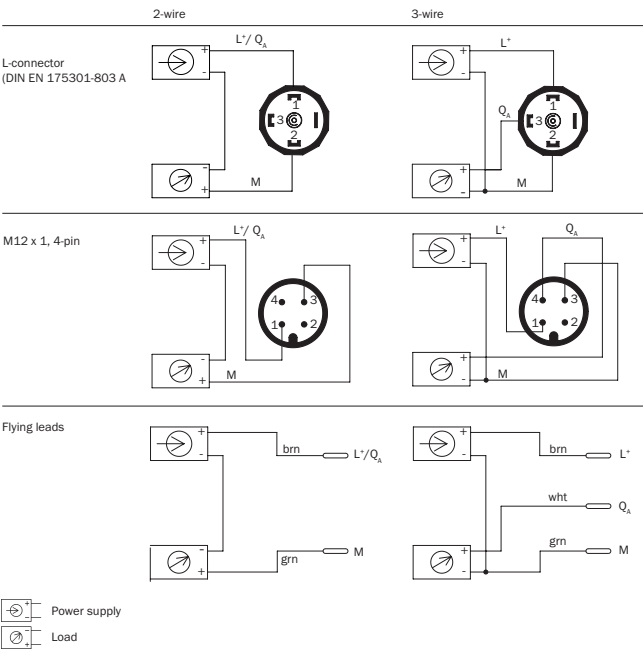 2-wire 3-wire
L-connector
(DIN EN 175301-803 A
L⁺/ Q_A
L⁺
+
-
+
-
1
3
2
Q_A
1
3
2
-
+
M
+
-
M
M12 x 1, 4-pin
L⁺/ Q_A
L⁺
Q_A
+
-
+
-
4 3
1 2
4 3
1 2
-
+
M
+
-
M
Flying leads
+
-
brn
L⁺/Q_A
+
-
brn
L⁺
wht
Q_A
-
+
grn
M
+
-
grn
M
+
-
Power supply
-
+
Load